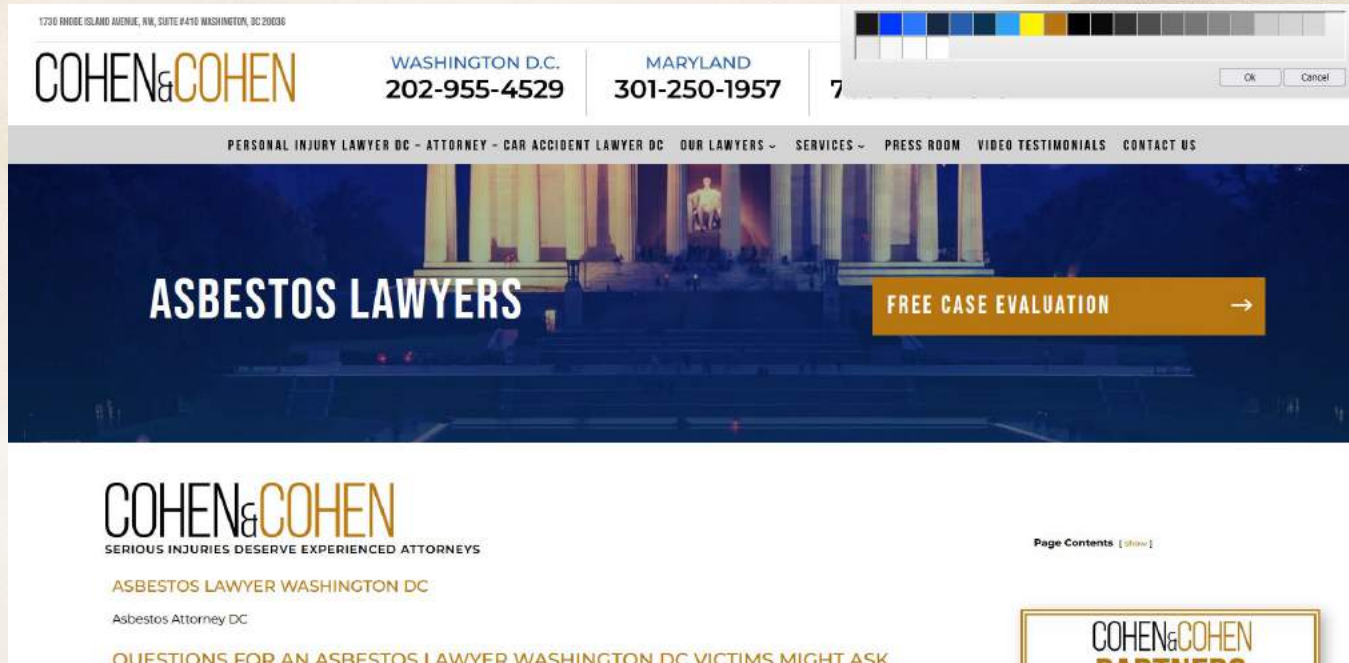 1730 RHODE ISLAND AVENUE, NW, SUITE #410 WASHINGTON, DC 20036
COHEN&COHEN
WASHINGTON D.C.
202-955-4529
MARYLAND
301-250-1957
Ok Cancel
PERSONAL INJURY LAWYER DC – ATTORNEY – CAR ACCIDENT LAWYER DC OUR LAWYERS SERVICES PRESS ROOM VIDEO TESTIMONIALS CONTACT US
ASBESTOS LAWYERS
FREE CASE EVALUATION →
COHEN&COHEN
SERIOUS INJURIES DESERVE EXPERIENCED ATTORNEYS
Page Contents [ show ]
ASBESTOS LAWYER WASHINGTON DC
Asbestos Attorney DC
QUESTIONS FOR AN ASBESTOS LAWYER WASHINGTON DC VICTIMS MIGHT ASK
COHEN&COHEN
PARTNERS